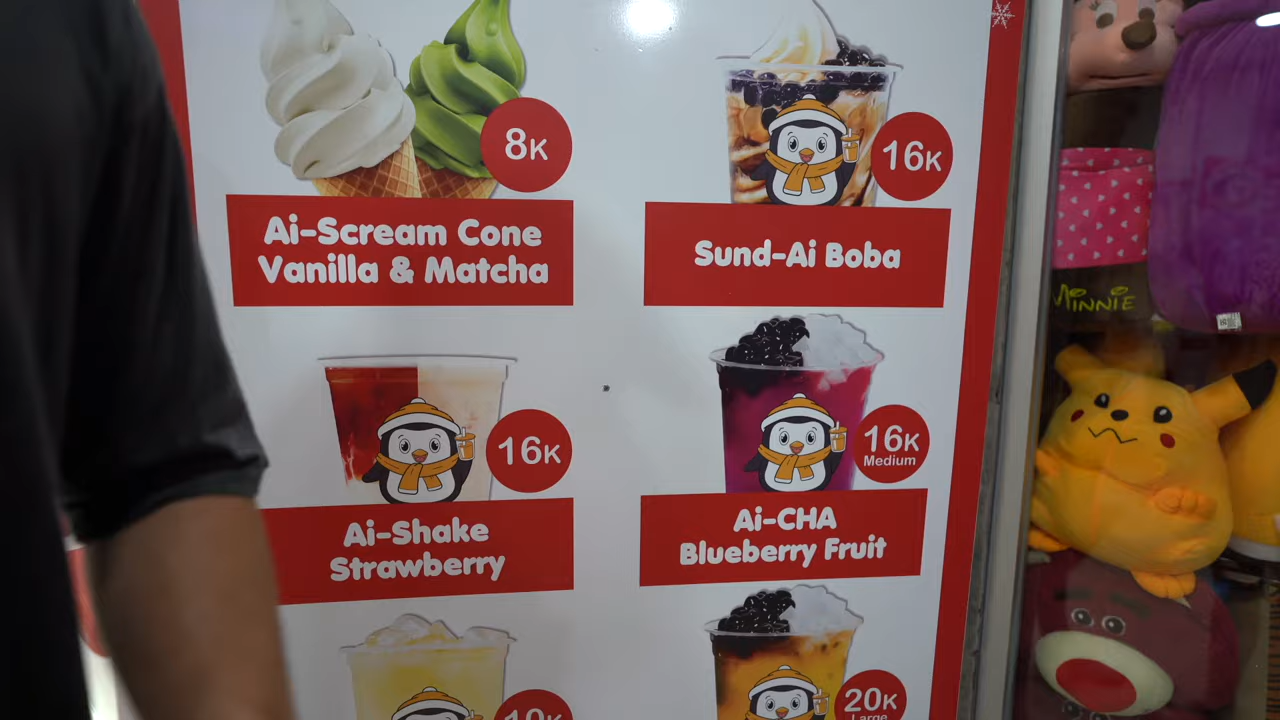 8K
Ai-Scream Cone
Vanilla & Matcha
16K
Sund-Ai Boba
16K
Ai-Shake
Strawberry
16K
Medium
Ai-CHA
Blueberry Fruit
20K
Large
MINNIE